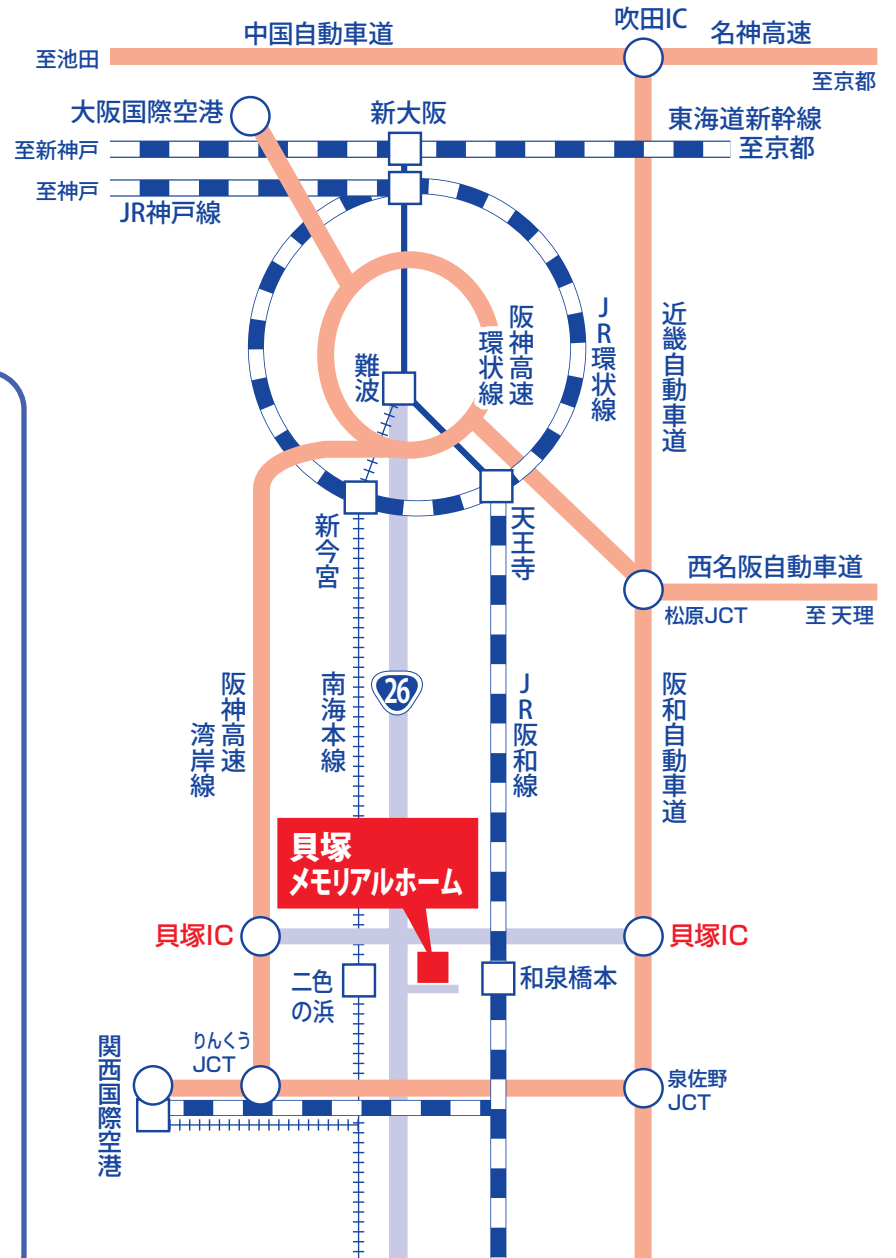 吹田IC
中国自動車道
名神高速
至池田
至京都
大阪国際空港
新大阪
東海道新幹線
至新神戸
至京都
至神戸
JR神戸線
阪神高速
環状線
JR環状線
近畿自動車道
難波
新今宮
天王寺
西名阪自動車道
松原JCT
至 天理
阪神高速
湾岸線
南海本線
26
JR阪和線
阪和自動車道
貝塚
メモリアルホーム
貝塚IC
貝塚IC
二色
の浜
和泉橋本
りんくう
JCT
関西国際空港
泉佐野
JCT